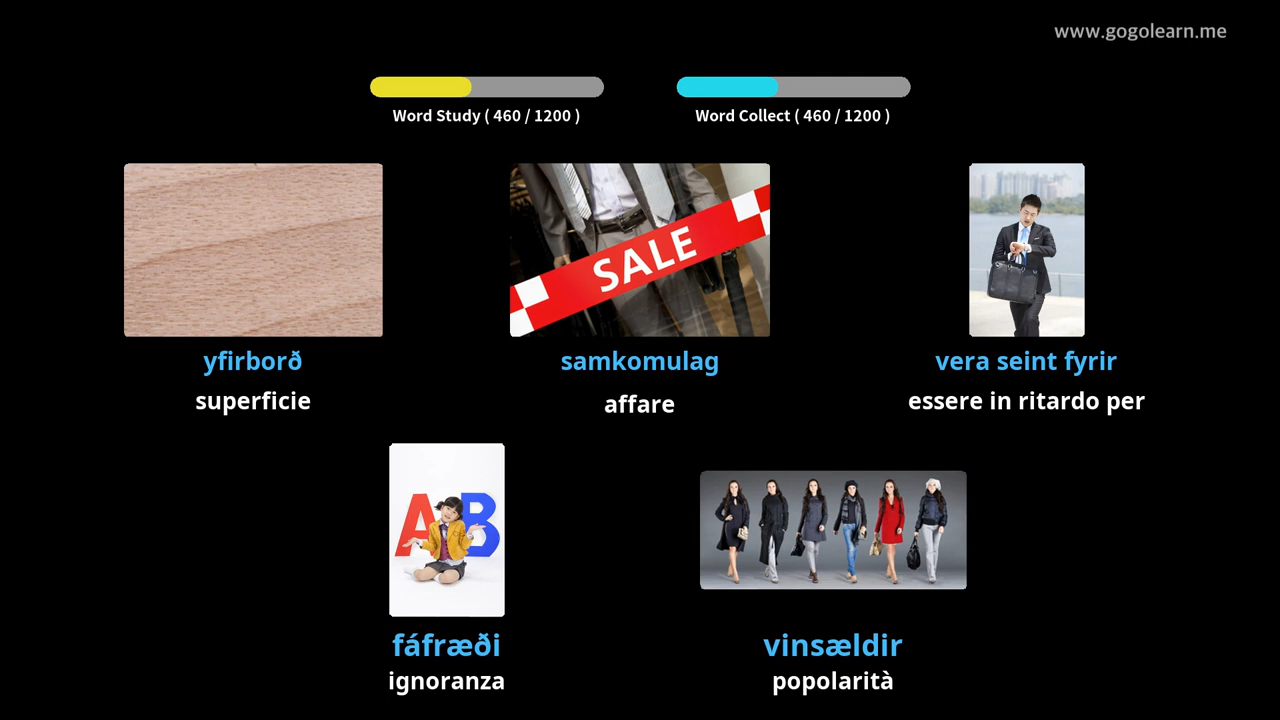 www.gogolearn.me
Word Study ( 460 / 1200 )
Word Collect ( 460 / 1200 )
SALE
yfirborð
superficie
samkomulag
affare
vera seint fyrir
essere in ritardo per
A B
fáfræði
ignoranza
vinsældir
popolarità